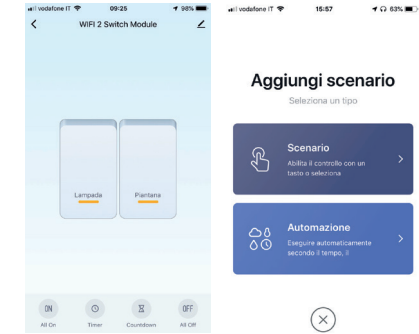 vodafone IT 09:25 98%
WIFI 2 Switch Module
Lampada Piantana
ON OFF
All On Timer Countdown All Off
vodafone IT 15:57 63%
Aggiungi scenario
Seleziona un tipo
Scenario
Abilita il controllo con un
tasto o seleziona
Automazione
Eseguire automaticamente
secondo il tempo, il